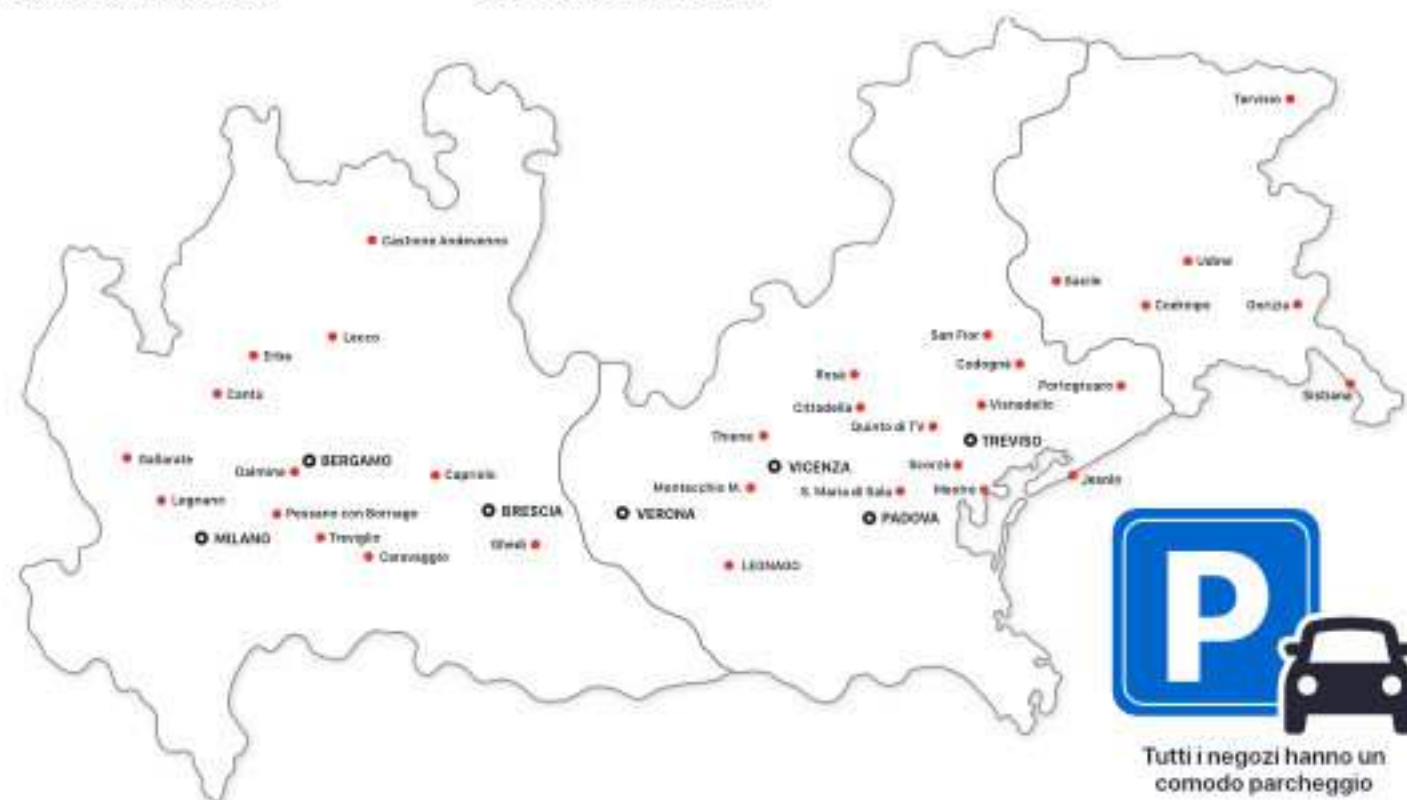 Tarvisio
Castione Andevenno
Udine
Sacile
Codroipo
Gorizia
San Fior
Lecco
Erba
Codognè
Rosà
Portogruaro
Sistiana
Cantù
Cittadella
Visnadello
Quinto di TV
Thiene
TREVISO
Gallarate
BERGAMO
Dalmine
VICENZA
Scorzè
Capriolo
Jesolo
Montecchio M.
S. Maria di Sala
Mestre
Legnano
Pessano con Bornago
BRESCIA
VERONA
PADOVA
MILANO
Treviglio
Ghedi
Caravaggio
LEGNAGO
P
Tutti i negozi hanno un
comodo parcheggio